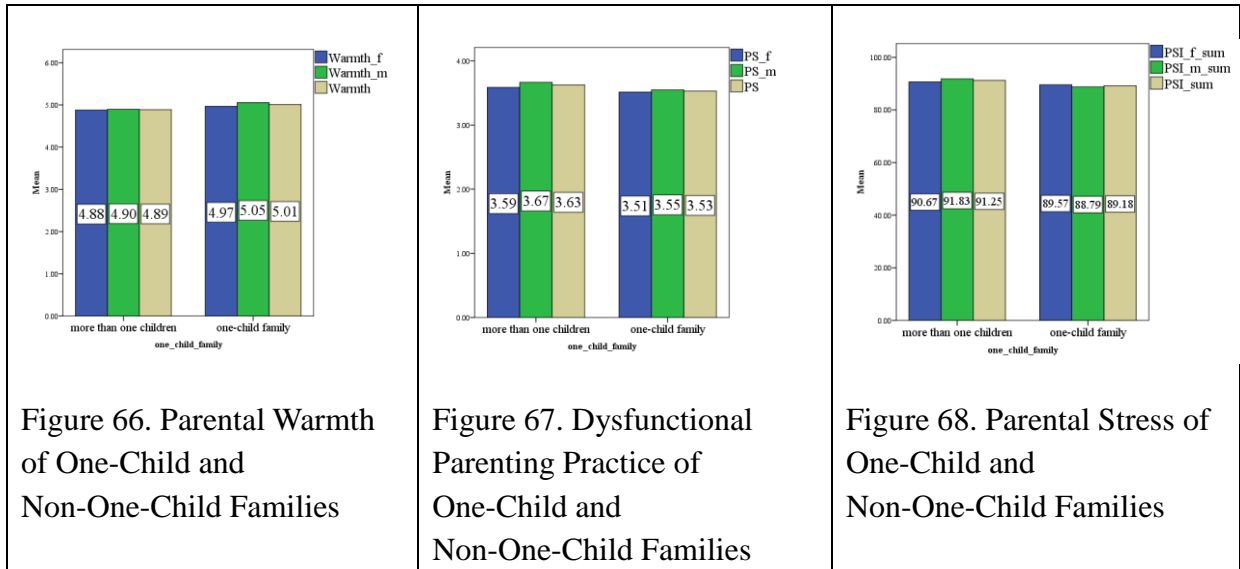 Warmth_f
Warmth_m
Warmth
6.00
5.00
4.00
3.00
2.00
1.00
0.00
Mean
4.88 4.90 4.89 4.97 5.05 5.01
more than one children one-child family
one_child_family
Figure 66. Parental Warmth
of One-Child and
Non-One-Child Families
PS_f
PS_m
PS
4.00
3.00
2.00
1.00
0.00
Mean
3.59 3.67 3.63 3.51 3.55 3.53
more than one children one-child family
one_child_family
Figure 67. Dysfunctional
Parenting Practice of
One-Child and
Non-One-Child Families
PSI_f_sum
PSI_m_sum
PSI_sum
100.00
80.00
60.00
40.00
20.00
0.00
Mean
90.67 91.83 91.25 89.57 88.79 89.18
more than one children one-child family
one_child_family
Figure 68. Parental Stress of
One-Child and
Non-One-Child Families